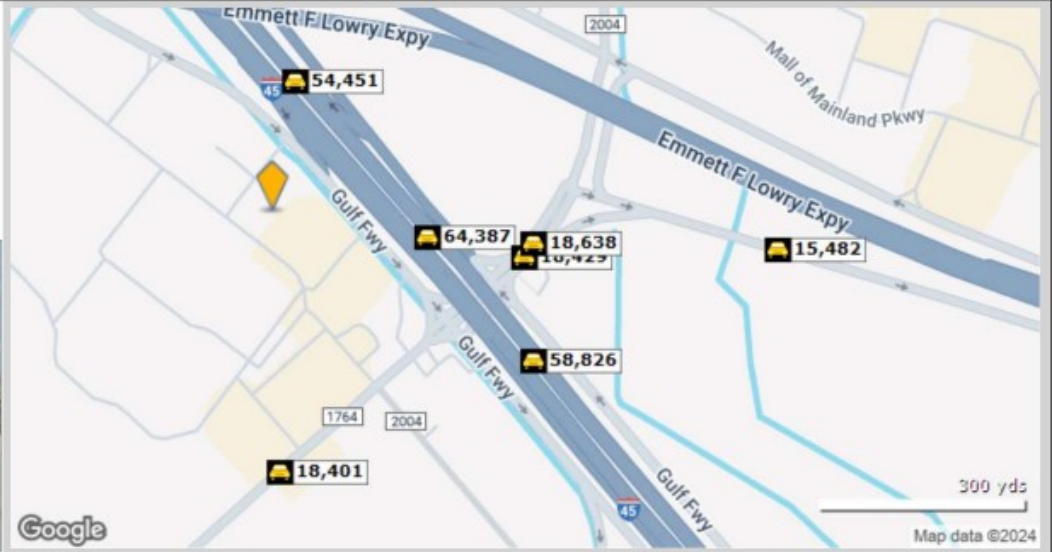 Emmett F Lowry Expy
2004
Mall of Mainland Pkwy
45
54,451
Emmett F Lowry Expy
Gulf Fwy
64,387
18,638
18,429
15,482
Gulf Fwy
58,826
1764
2004
18,401
Gulf Fwy
45
300 yds
Google
Map data ©2024